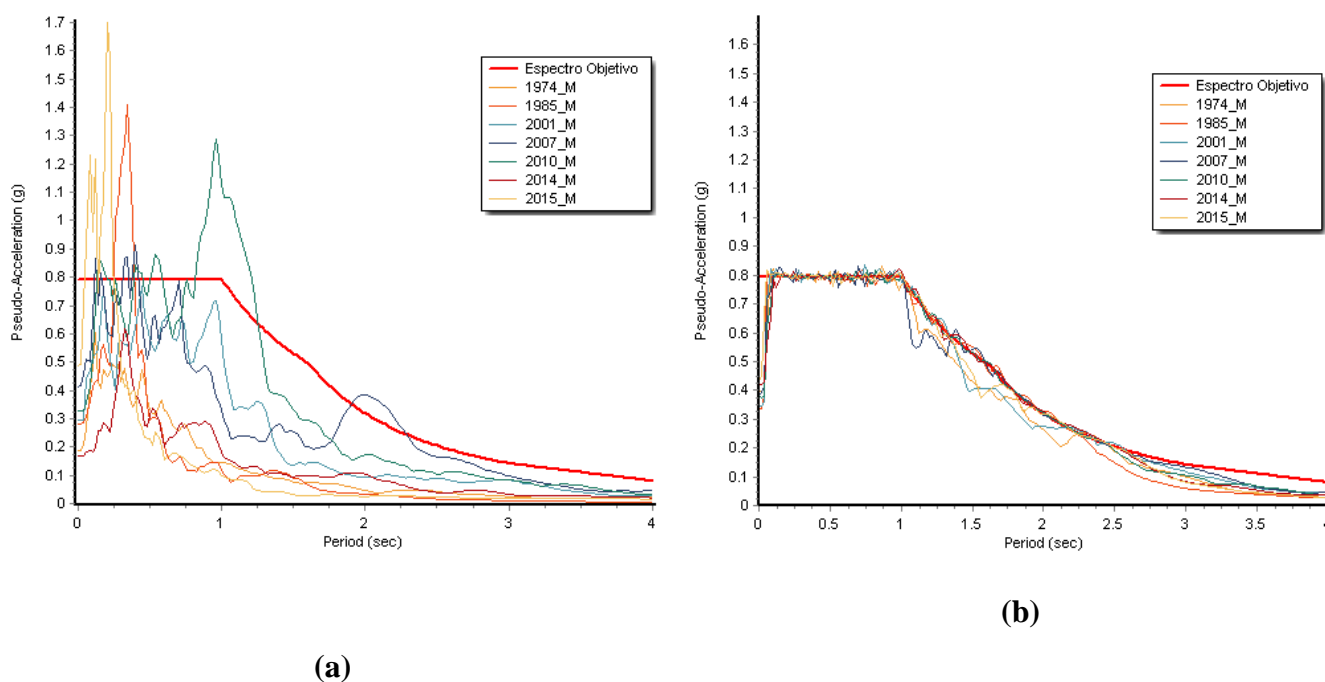 1.7
1.6
1.5
1.4
1.3
1.2
1.1
1
0.9
0.8
0.7
0.6
0.5
0.4
0.3
0.2
0.1
0
Pseudo-Acceleration (g)
0 1 2 3 4
Period (sec)
Espectro Objetivo
1974_M
1985_M
2001_M
2007_M
2010_M
2014_M
2015_M
(a)
1.6
1.5
1.4
1.3
1.2
1.1
1
0.9
0.8
0.7
0.6
0.5
0.4
0.3
0.2
0.1
0
Pseudo-Acceleration (g)
0 0.5 1 1.5 2 2.5 3 3.5 4
Period (sec)
Espectro Objetivo
1974_M
1985_M
2001_M
2007_M
2010_M
2014_M
2015_M
(b)